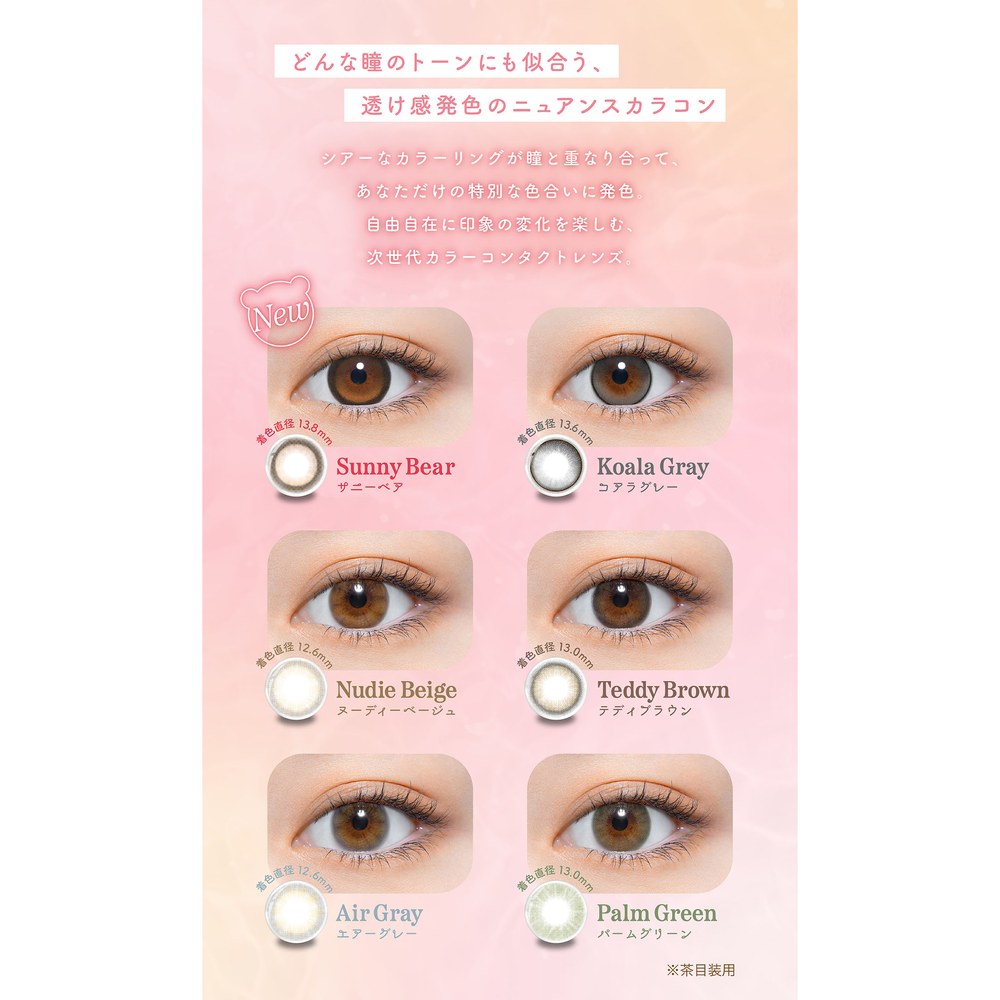 どんな瞳のトーンにも似合う、
透け感発色のニュアンスカラコン
シアーなカラーリングが瞳と重なり合って、
あなただけの特別な色合いに発色。
自由自在に印象の変化を楽しむ、
次世代カラーコンタクトレンズ。
New
着色直径 13.8mm
Sunny Bear
サニーベア
着色直径 13.6mm
Koala Gray
コアラグレー
着色直径 12.6mm
Nudie Beige
ヌーディーベージュ
着色直径 13.0mm
Teddy Brown
テディブラウン
着色直径 12.6mm
Air Gray
エアーグレー
着色直径 13.0mm
Palm Green
パームグリーン
※茶目装用